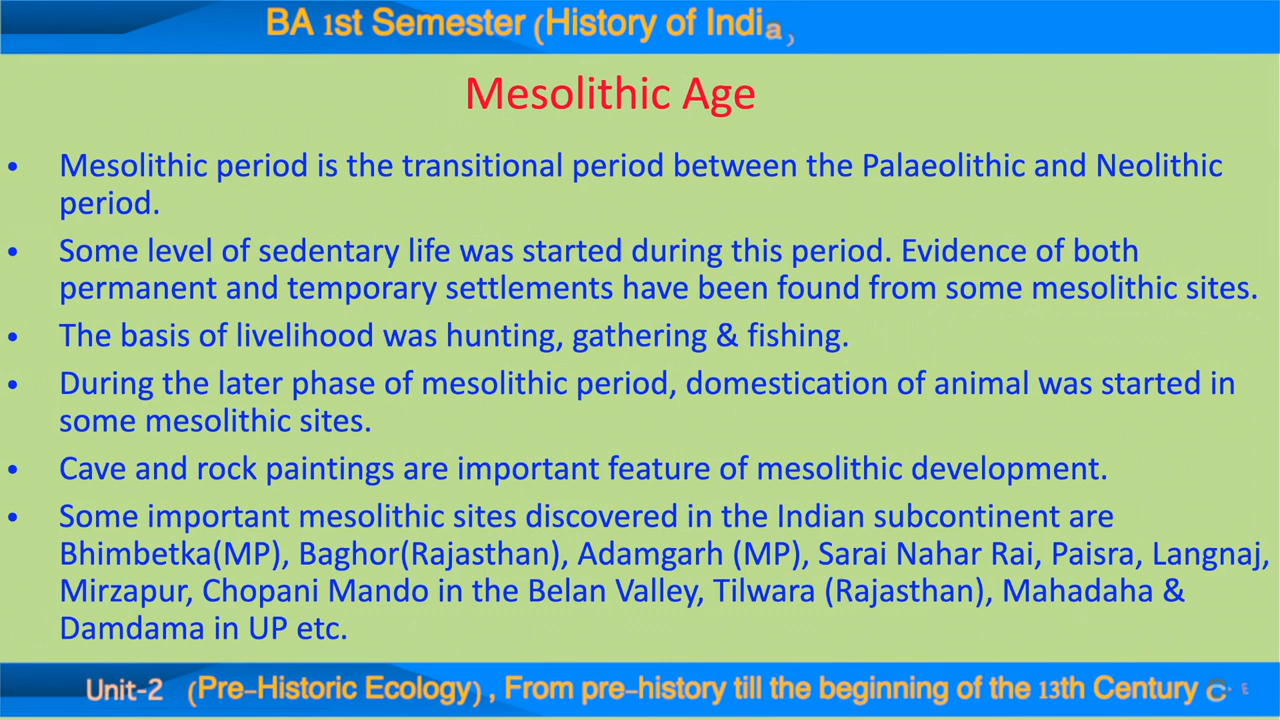 BA 1st Semester (History of India)
Mesolithic Age
• Mesolithic period is the transitional period between the Palaeolithic and Neolithic
period.
• Some level of sedentary life was started during this period. Evidence of both
permanent and temporary settlements have been found from some mesolithic sites.
• The basis of livelihood was hunting, gathering & fishing.
• During the later phase of mesolithic period, domestication of animal was started in
some mesolithic sites.
• Cave and rock paintings are important feature of mesolithic development.
• Some important mesolithic sites discovered in the Indian subcontinent are
Bhimbetka(MP), Baghor(Rajasthan), Adamgarh (MP), Sarai Nahar Rai, Paisra, Langnaj,
Mirzapur, Chopani Mando in the Belan Valley, Tilwara (Rajasthan), Mahadaha &
Damdama in UP etc.
Unit-2 (Pre-Historic Ecology) , From pre-history till the beginning of the 13th Century C. E